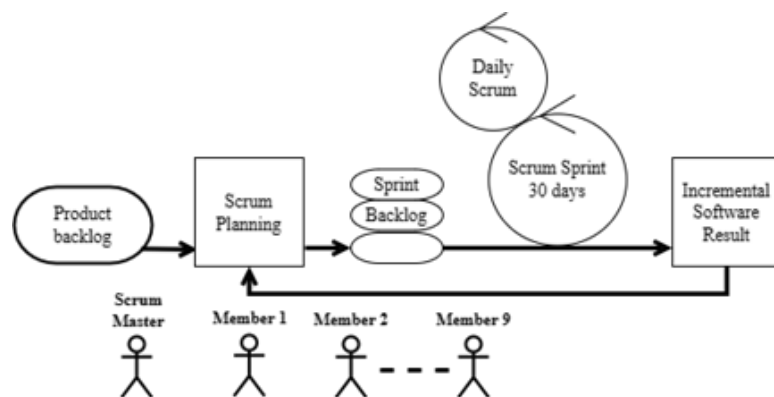 Daily
Scrum
Scrum Sprint
30 days
Product
backlog
Scrum
Planning
Sprint
Backlog
Incremental
Software
Result
Scrum
Master
Member 1
Member 2
Member 9